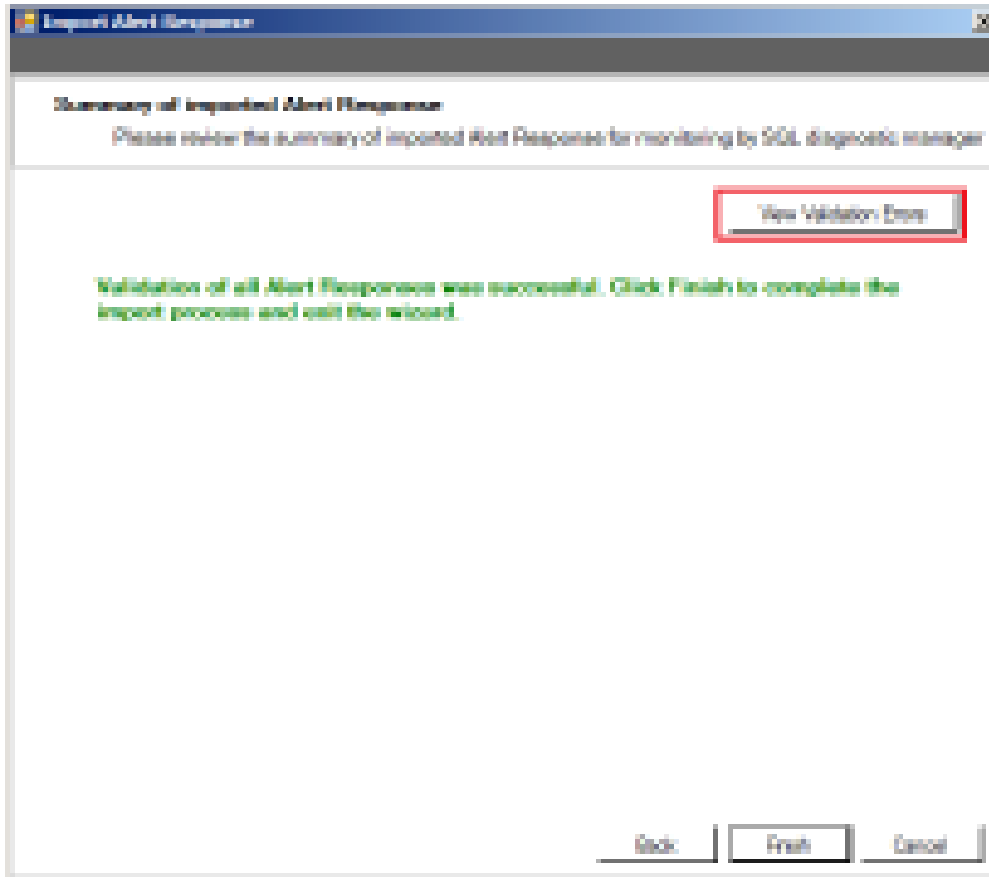 Import Alert Response
Summary of imported Alert Response
Please review the summary of imported Alert Response for monitoring by SQL diagnostic manager
View Validation Errors
Validation of all Alert Responses was successful. Click Finish to complete the
import process and exit the wizard.
Back
Finish
Cancel